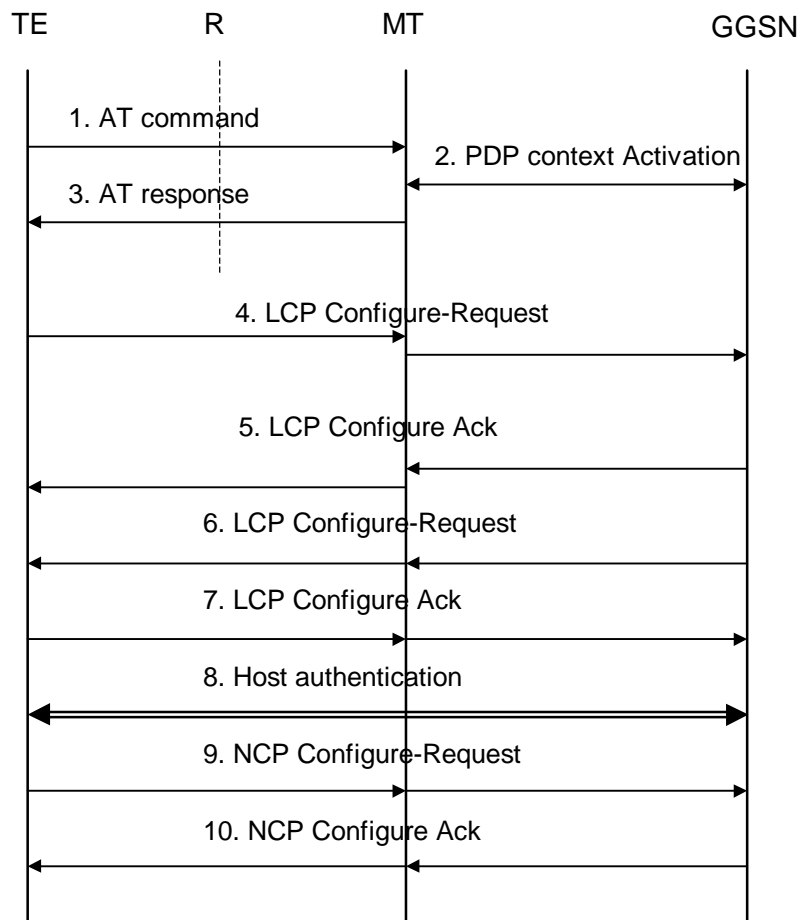 TE
R
MT
GGSN
1. AT command
2. PDP context Activation
3. AT response
4. LCP Configure-Request
5. LCP Configure Ack
6. LCP Configure-Request
7. LCP Configure Ack
8. Host authentication
9. NCP Configure-Request
10. NCP Configure Ack